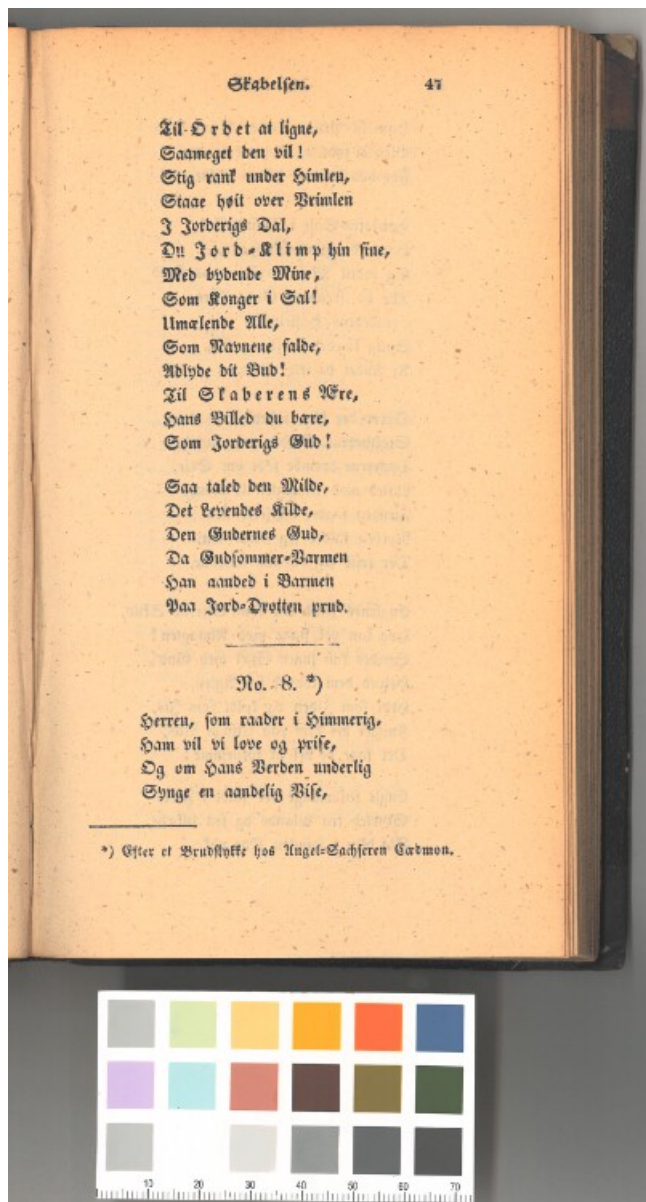 Skabelsen. 47
Til Ordet at ligne,
Saameget den vil!
Stig rank under Himlen,
Staae høit over Vrimlen
I Jorderigs Dal,
Du Jord-Klimp hin fine,
Med bydende Mine,
Som Konger i Sal!
Umælende Alle,
Som Navnene falde,
Adlyde dit Bud!
Til Skaberens Ære,
Hans Billed du bære,
Som Jorderigs Gud!
Saa taled den Milde,
Det Levendes Kilde,
Den Gudernes Gud,
Da Gudsommer-Varmen
Han aanded i Barmen
Paa Jord-Drotten prud.
No. 8. *)
Herren, som raader i Himmerig,
Ham vil vi love og prise,
Og om Hans Verden underlig
Synge en aandelig Vise,
*) Efter et Brudstykke hos Angel-Sachseren Cædmon.
10 20 30 40 50 60 70